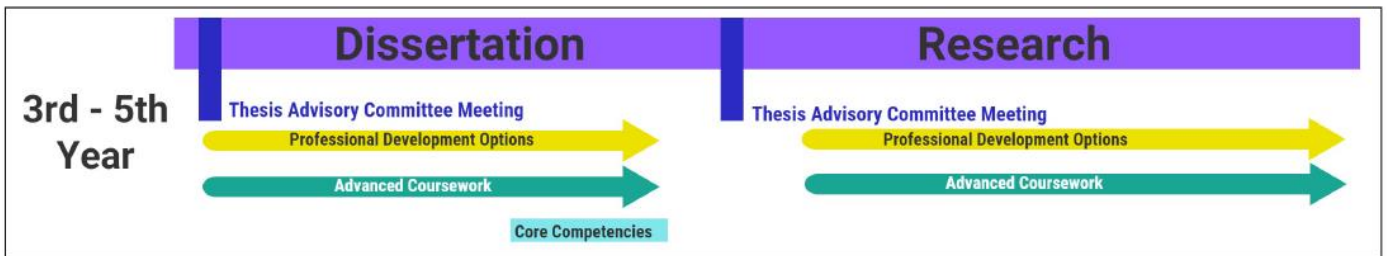 Dissertation Research
3rd - 5th
Year
Thesis Advisory Committee Meeting
Professional Development Options
Advanced Coursework
Core Competencies
Thesis Advisory Committee Meeting
Professional Development Options
Advanced Coursework